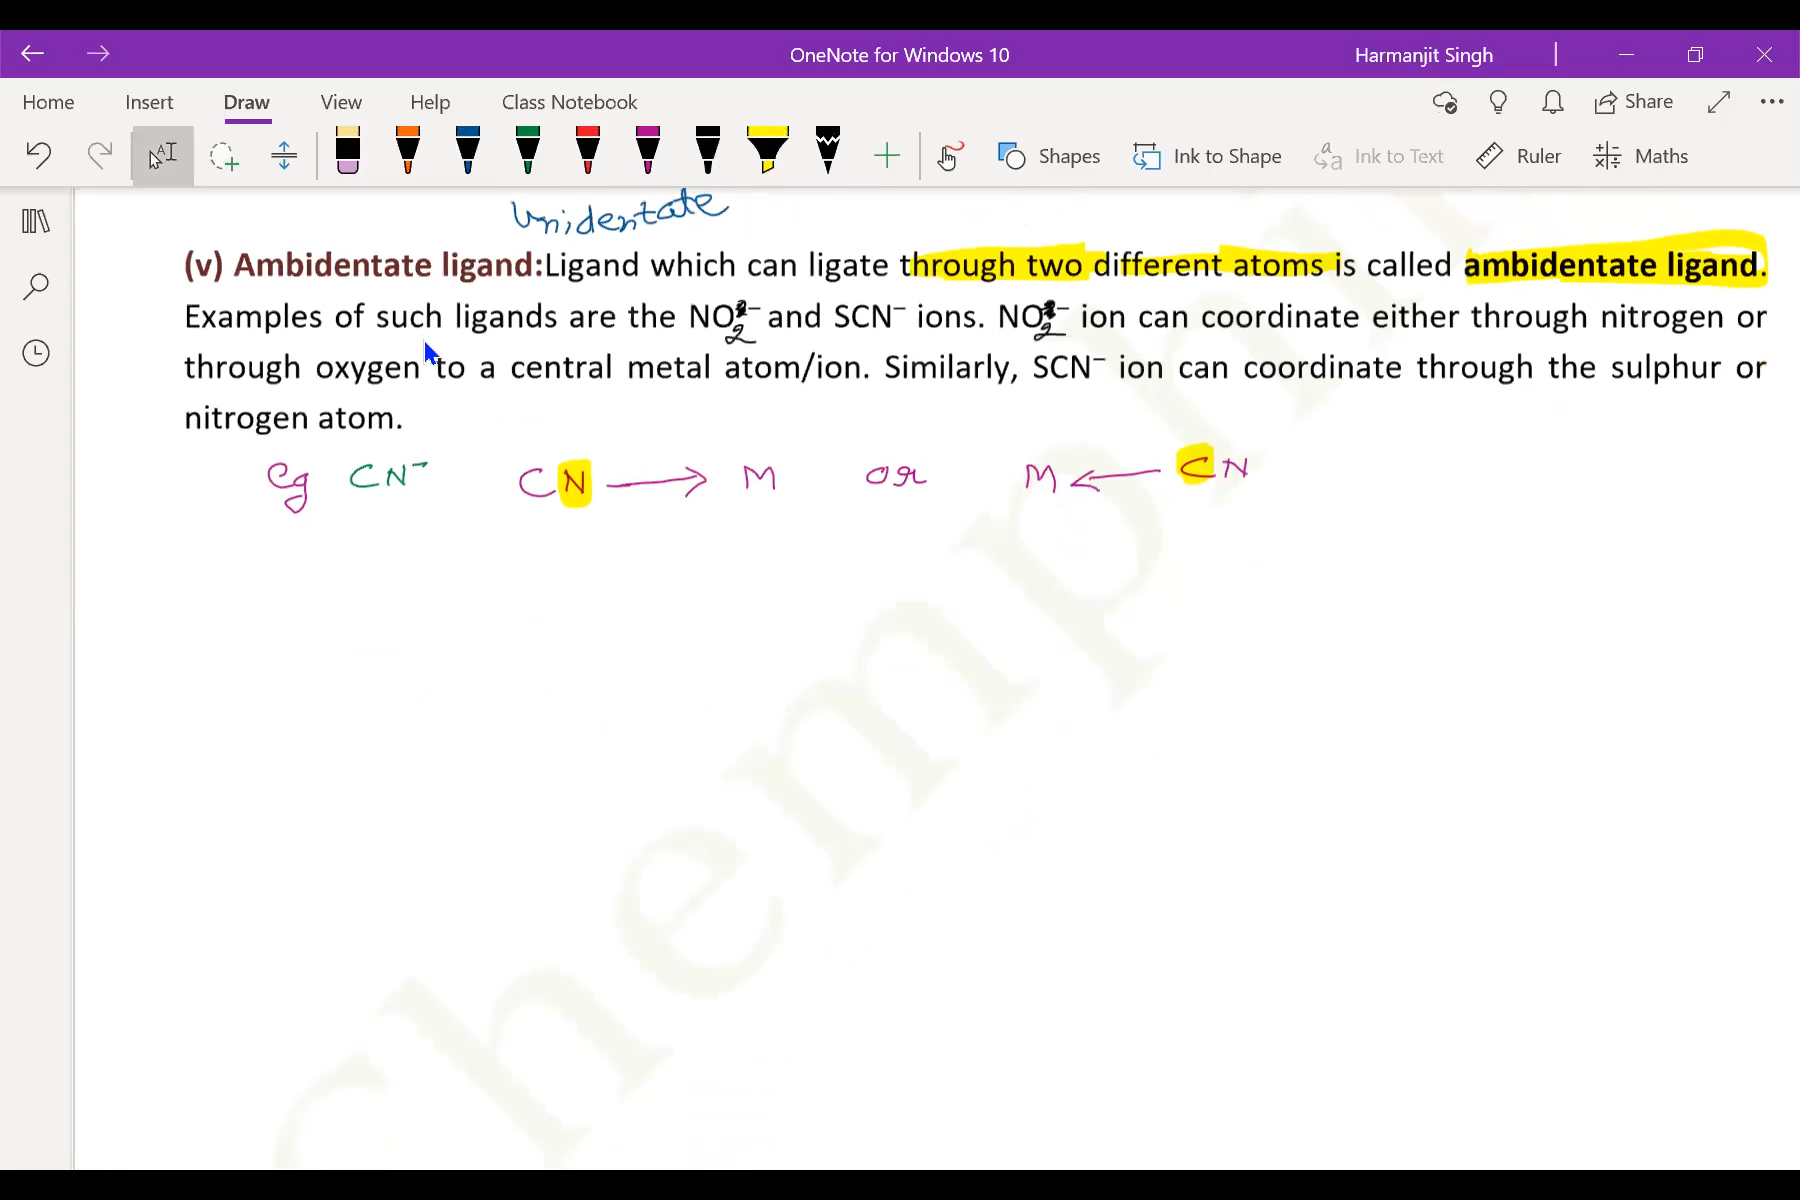 OneNote for Windows 10 Harmanjit Singh
Home Insert Draw View Help Class Notebook Share
Shapes Ink to Shape Ink to Text Ruler Maths
Unidentate
(v) Ambidentate ligand:Ligand which can ligate through two different atoms is called ambidentate ligand.
Examples of such ligands are the NO₂⁻ and SCN⁻ ions. NO₂⁻ ion can coordinate either through nitrogen or
through oxygen to a central metal atom/ion. Similarly, SCN⁻ ion can coordinate through the sulphur or
nitrogen atom.
Eg CN⁻ CN → M or M ← CN
Chemphi